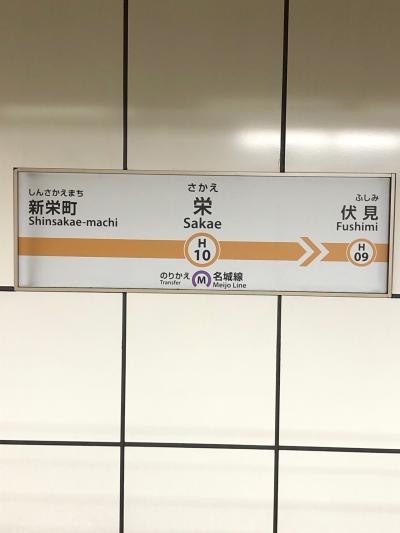 しんさかえまち
新栄町
Shinsakae-machi
さかえ
栄
Sakae
H
10
のりかえ
Transfer
M
名城線
Meijo Line
ふしみ
伏見
Fushimi
H
09